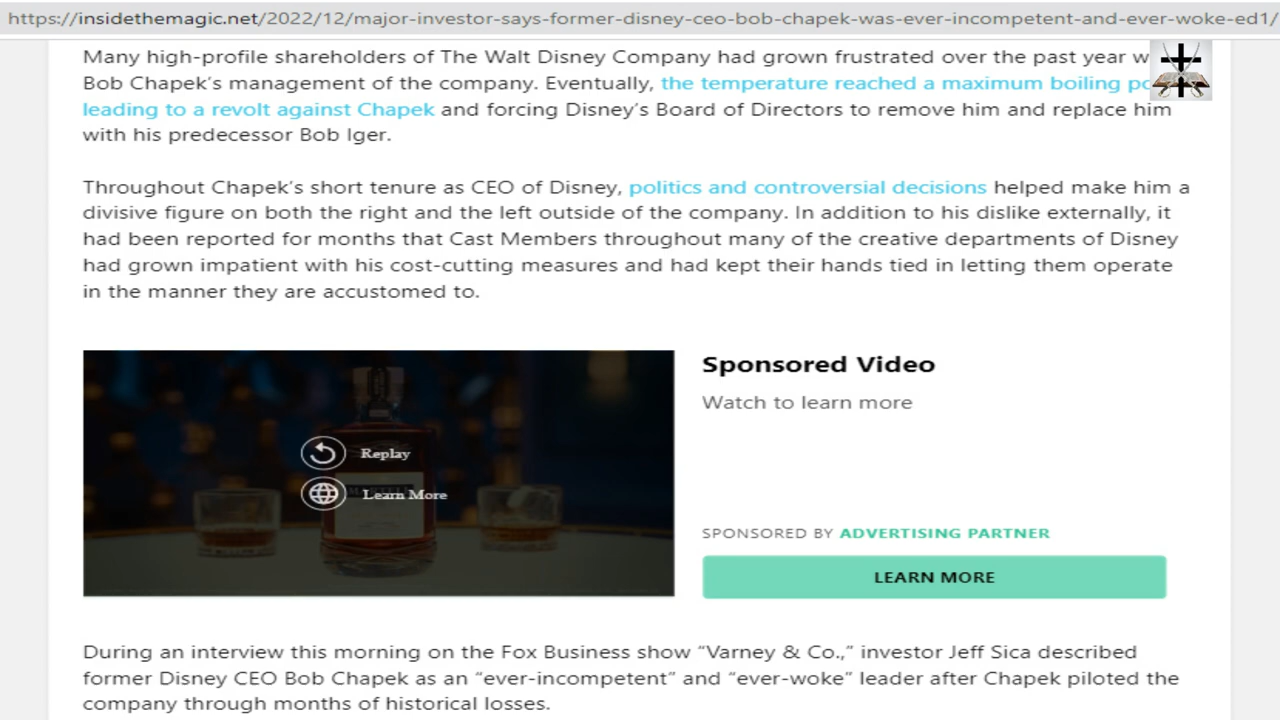 https://insidethemagic.net/2022/12/major-investor-says-former-disney-ceo-bob-chapek-was-ever-incompetent-and-ever-woke-ed1/
Many high-profile shareholders of The Walt Disney Company had grown frustrated over the past year
Bob Chapek’s management of the company. Eventually, the temperature reached a maximum boiling
leading to a revolt against Chapek and forcing Disney’s Board of Directors to remove him and replace him
with his predecessor Bob Iger.
Throughout Chapek’s short tenure as CEO of Disney, politics and controversial decisions helped make him a
divisive figure on both the right and the left outside of the company. In addition to his dislike externally, it
had been reported for months that Cast Members throughout many of the creative departments of Disney
had grown impatient with his cost-cutting measures and had kept their hands tied in letting them operate
in the manner they are accustomed to.
Replay
Learn More
Sponsored Video
Watch to learn more
SPONSORED BY ADVERTISING PARTNER
LEARN MORE
During an interview this morning on the Fox Business show “Varney & Co.,” investor Jeff Sica described
former Disney CEO Bob Chapek as an “ever-incompetent” and “ever-woke” leader after Chapek piloted the
company through months of historical losses.